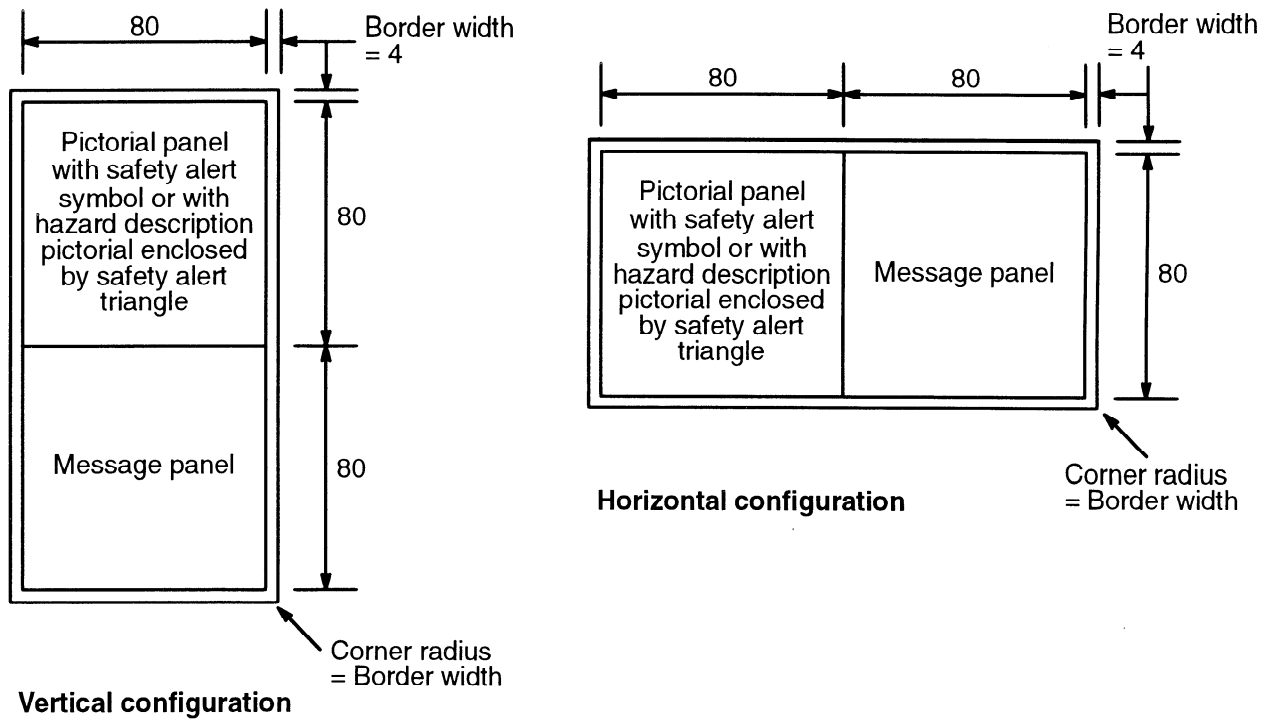 80
Border width
= 4
Pictorial panel
with safety alert
symbol or with
hazard description
pictorial enclosed
by safety alert
triangle
80
Message panel
80
Corner radius
= Border width
Vertical configuration
Border width
= 4
80
80
Pictorial panel
with safety alert
symbol or with
hazard description
pictorial enclosed
by safety alert
triangle
Message panel
80
Corner radius
= Border width
Horizontal configuration